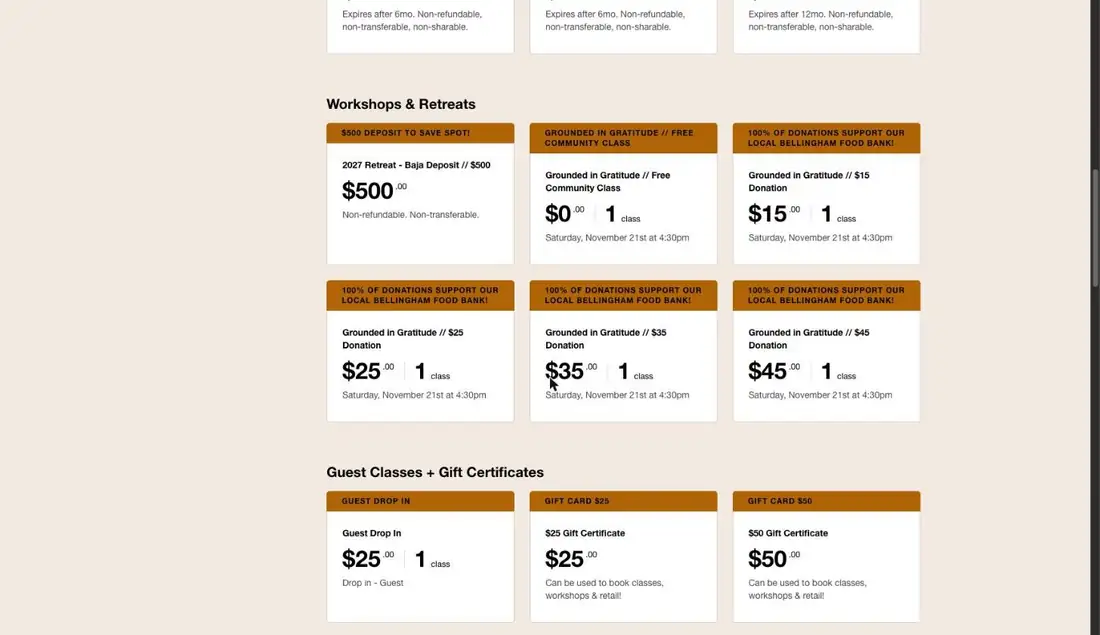 Expires after 6mo. Non-refundable,
non-transferable, non-sharable.
Expires after 6mo. Non-refundable,
non-transferable, non-sharable.
Expires after 12mo. Non-refundable,
non-transferable, non-sharable.
Workshops & Retreats
$500 DEPOSIT TO SAVE SPOT!
2027 Retreat - Baja Deposit // $500
$500.00
Non-refundable. Non-transferable.
GROUNDED IN GRATITUDE // FREE
COMMUNITY CLASS
Grounded in Gratitude // Free
Community Class
$0.00 1 class
Saturday, November 21st at 4:30pm
100% OF DONATIONS SUPPORT OUR
LOCAL BELLINGHAM FOOD BANK!
Grounded in Gratitude // $15
Donation
$15.00 1 class
Saturday, November 21st at 4:30pm
100% OF DONATIONS SUPPORT OUR
LOCAL BELLINGHAM FOOD BANK!
Grounded in Gratitude // $25
Donation
$25.00 1 class
Saturday, November 21st at 4:30pm
100% OF DONATIONS SUPPORT OUR
LOCAL BELLINGHAM FOOD BANK!
Grounded in Gratitude // $35
Donation
$35.00 1 class
Saturday, November 21st at 4:30pm
100% OF DONATIONS SUPPORT OUR
LOCAL BELLINGHAM FOOD BANK!
Grounded in Gratitude // $45
Donation
$45.00 1 class
Saturday, November 21st at 4:30pm
Guest Classes + Gift Certificates
GUEST DROP IN
Guest Drop In
$25.00 1 class
Drop in - Guest
GIFT CARD $25
$25 Gift Certificate
$25.00
Can be used to book classes,
workshops & retail!
GIFT CARD $50
$50 Gift Certificate
$50.00
Can be used to book classes,
workshops & retail!